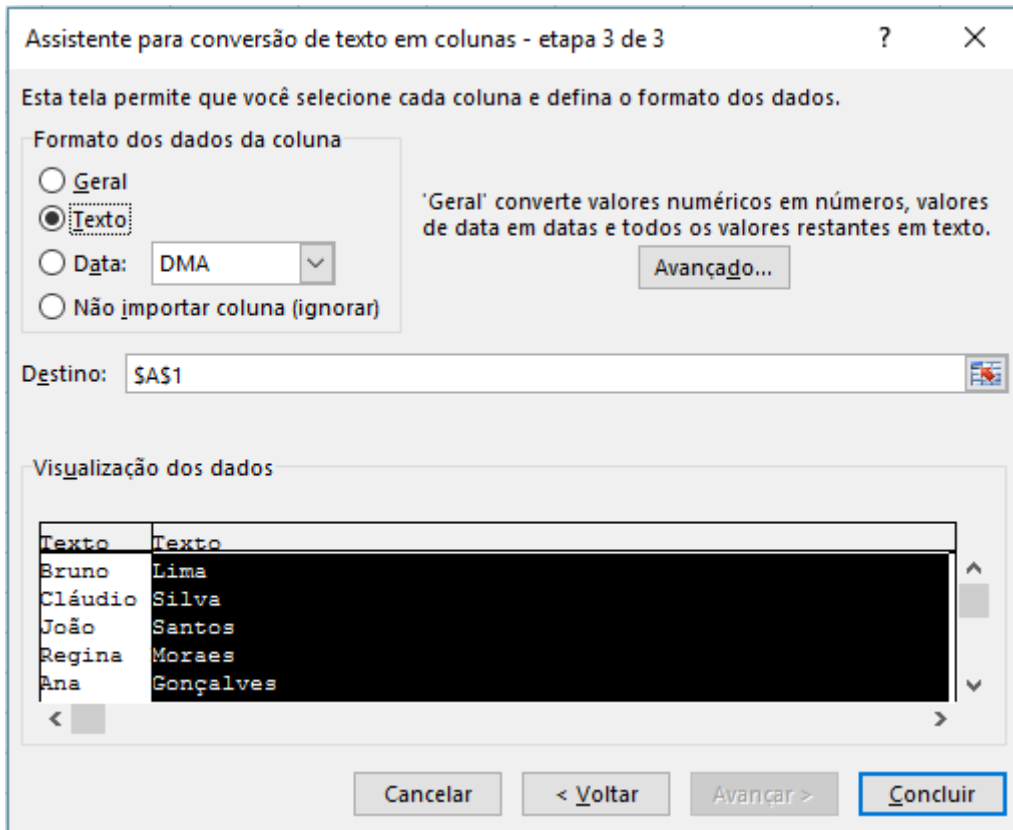 Assistente para conversão de texto em colunas - etapa 3 de 3 ?
Esta tela permite que você selecione cada coluna e defina o formato dos dados.
Formato dos dados da coluna
Geral
Texto
Data: DMA
Não importar coluna (ignorar)
'Geral' converte valores numéricos em números, valores
de data em datas e todos os valores restantes em texto.
Avançado...
Destino: $A$1
Visualização dos dados
Texto Texto
Bruno Lima
Cláudio Silva
João Santos
Regina Moraes
Ana Gonçalves
Cancelar < Voltar Avançar > Concluir